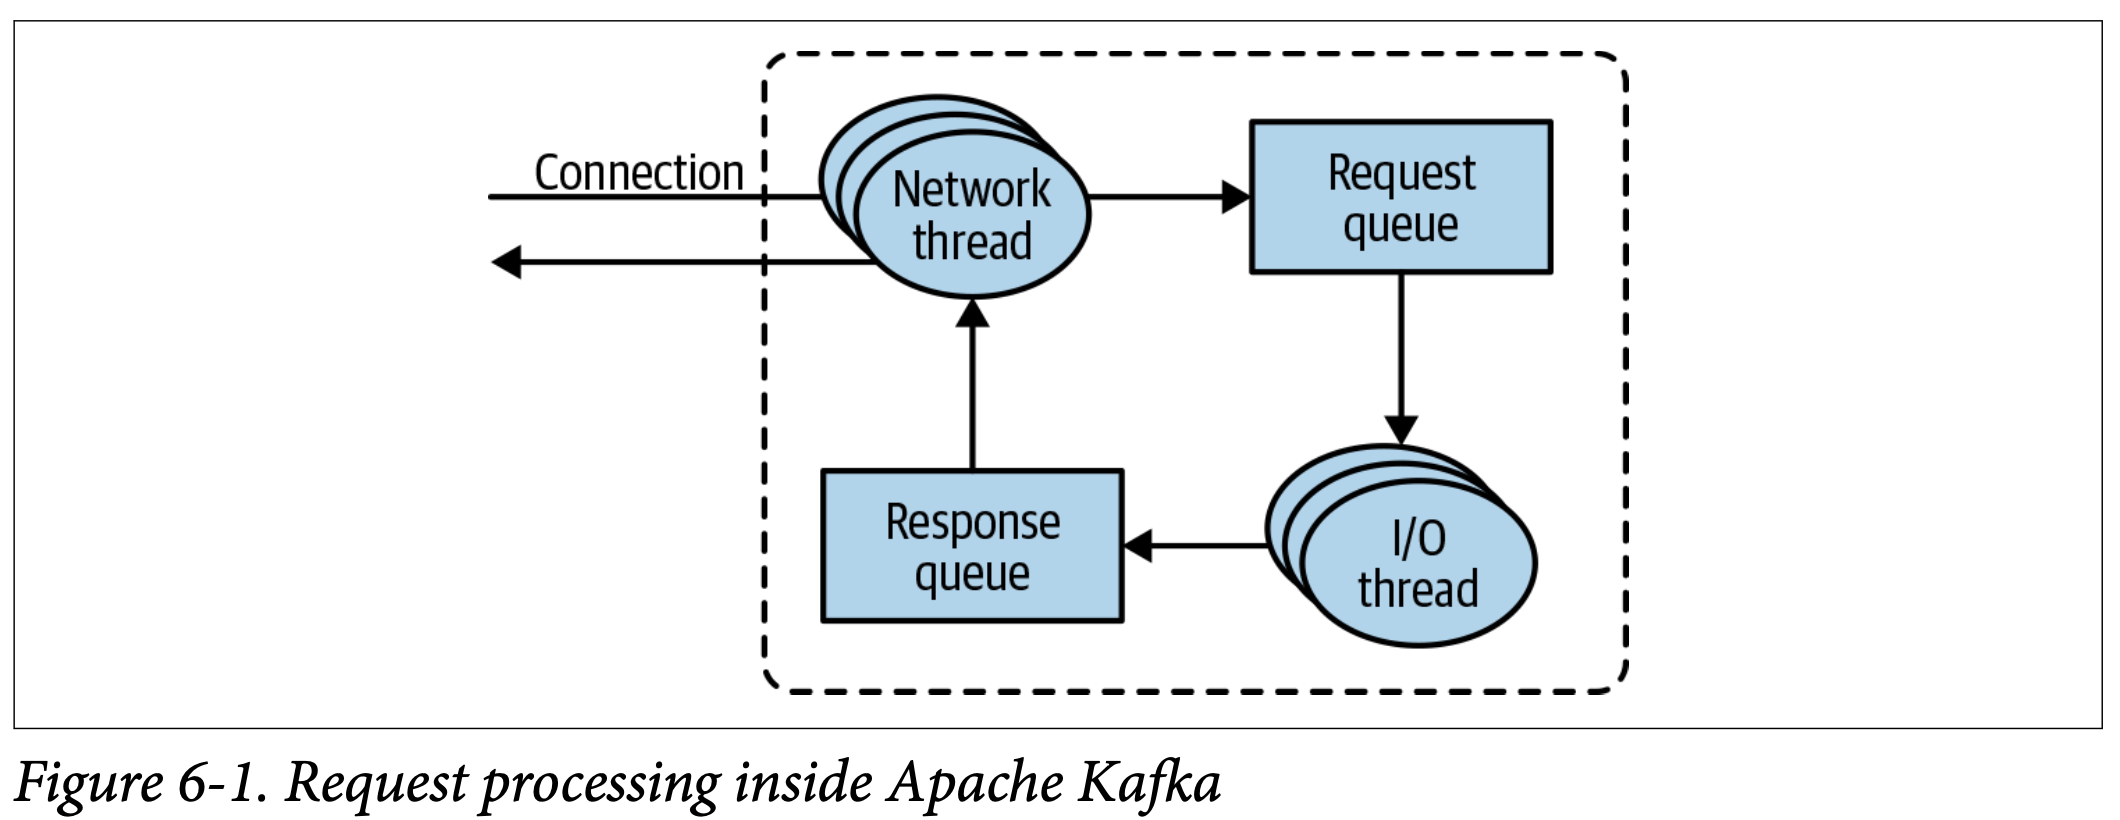 Connection
Network
thread
Request
queue
Response
queue
I/O
thread
Figure 6-1. Request processing inside Apache Kafka